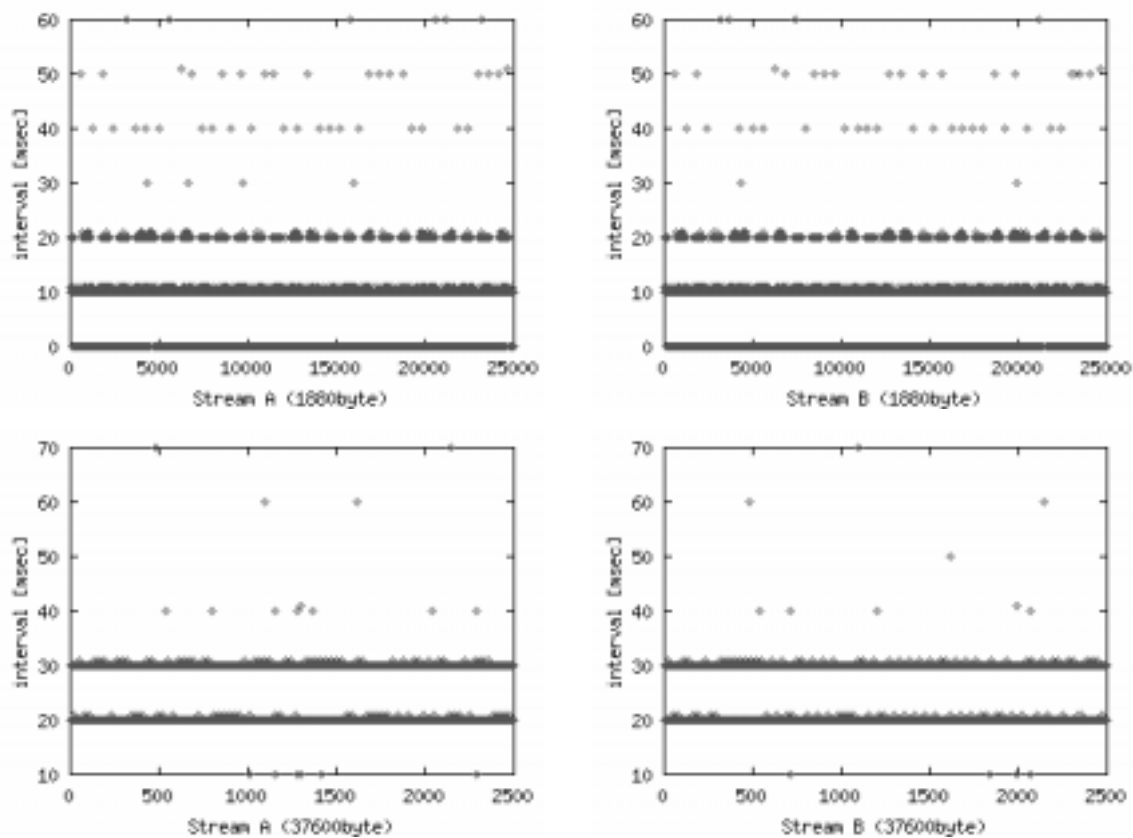 60
50
40
30
20
10
0
interval [msec]
0 5000 10000 15000 20000 25000
Stream A (1880byte)
60
50
40
30
20
10
0
interval [msec]
0 5000 10000 15000 20000 25000
Stream B (1880byte)
70
60
50
40
30
20
10
interval [msec]
0 500 1000 1500 2000 2500
Stream A (37600byte)
70
60
50
40
30
20
10
interval [msec]
0 500 1000 1500 2000 2500
Stream B (37600byte)